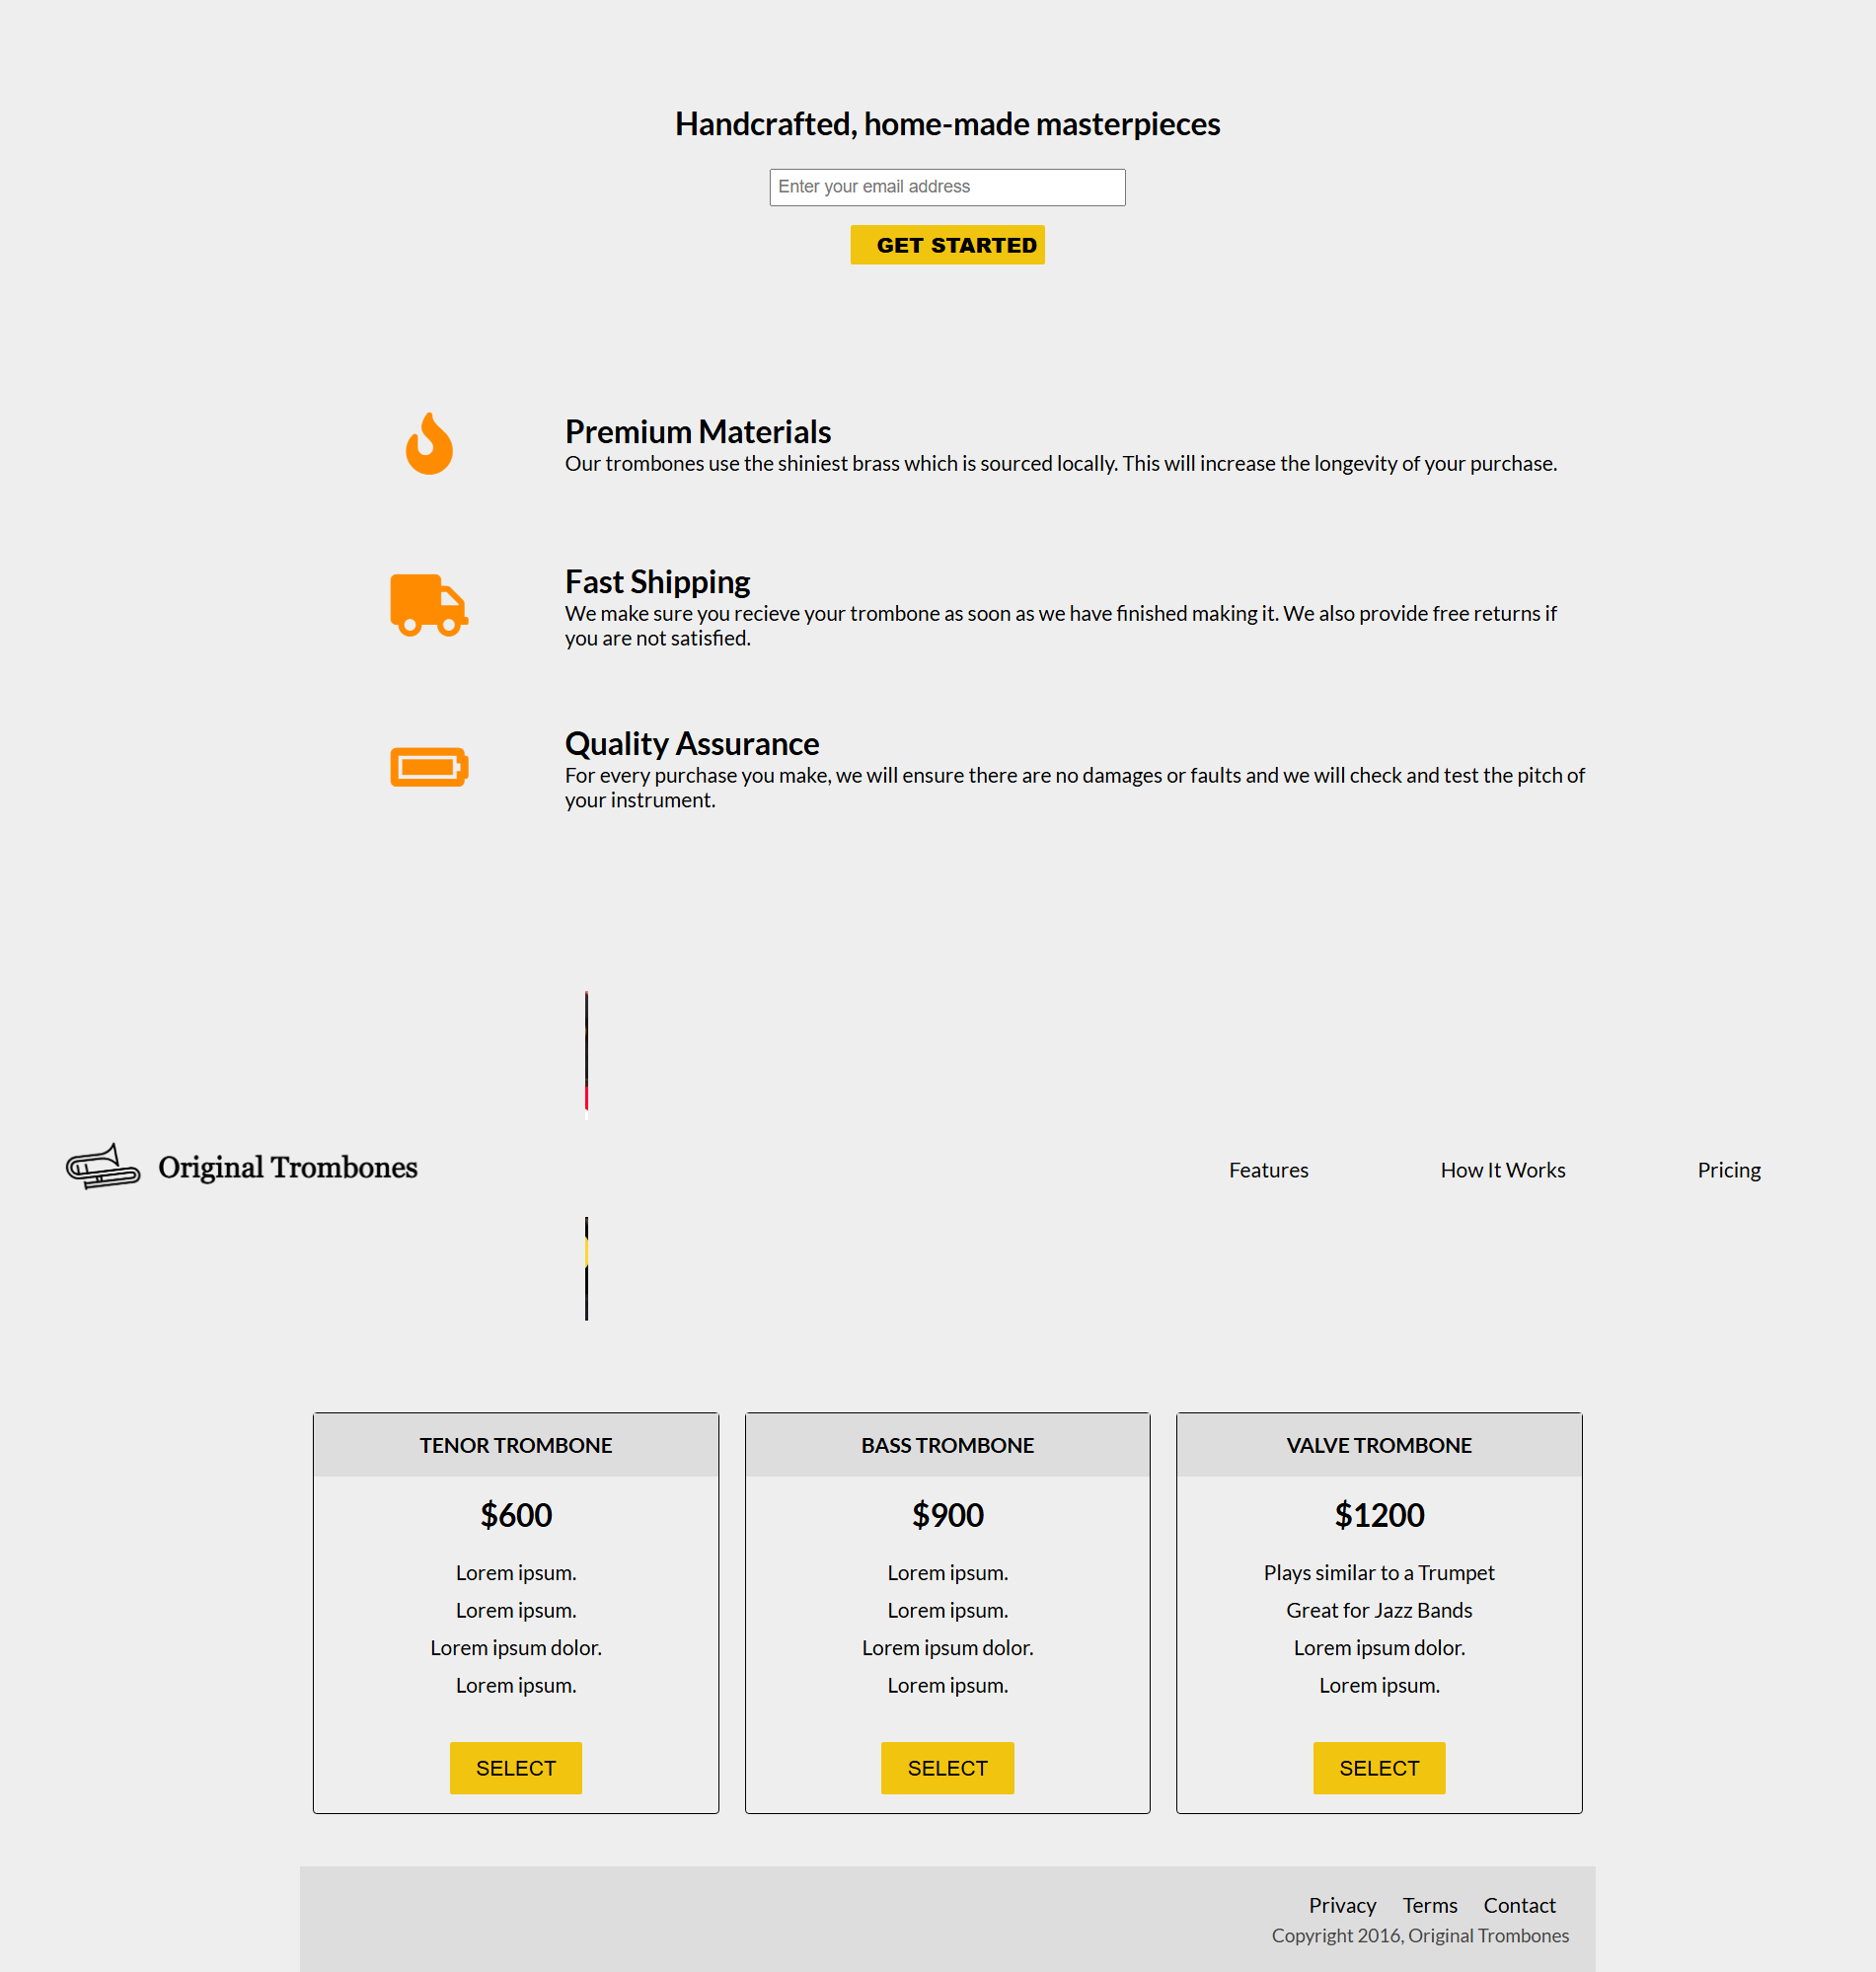 Handcrafted, home-made masterpieces
Enter your email address
GET STARTED
Premium Materials
Our trombones use the shiniest brass which is sourced locally. This will increase the longevity of your purchase.
Fast Shipping
We make sure you recieve your trombone as soon as we have finished making it. We also provide free returns if
you are not satisfied.
Quality Assurance
For every purchase you make, we will ensure there are no damages or faults and we will check and test the pitch of
your instrument.
Original Trombones
Features
How It Works
Pricing
TENOR TROMBONE
$600
Lorem ipsum.
Lorem ipsum.
Lorem ipsum dolor.
Lorem ipsum.
SELECT
BASS TROMBONE
$900
Lorem ipsum.
Lorem ipsum.
Lorem ipsum dolor.
Lorem ipsum.
SELECT
VALVE TROMBONE
$1200
Plays similar to a Trumpet
Great for Jazz Bands
Lorem ipsum dolor.
Lorem ipsum.
SELECT
Privacy Terms Contact
Copyright 2016, Original Trombones